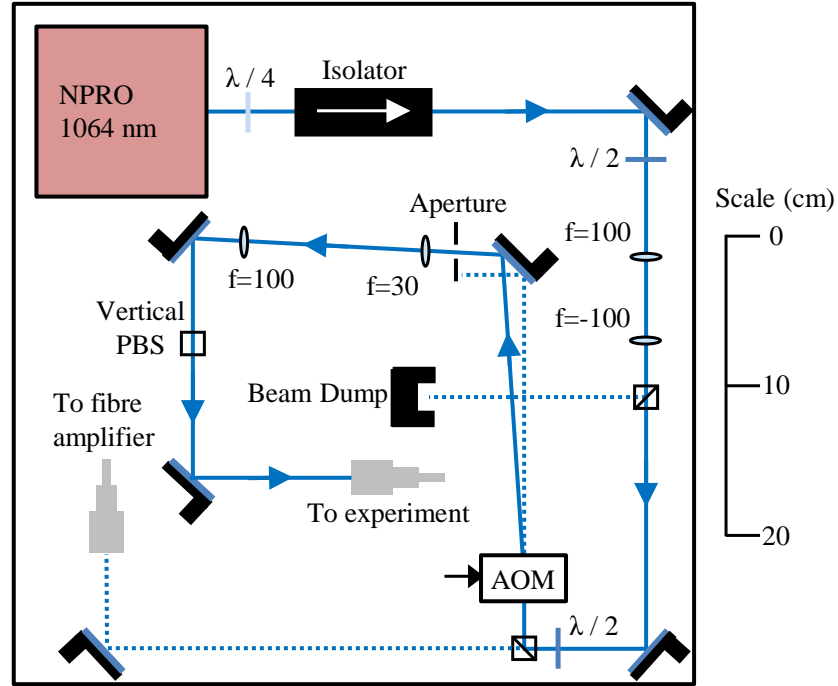 NPRO
1064 nm
λ / 4
Isolator
λ / 2
Aperture
Scale (cm)
0
f=100
f=100
f=30
f=-100
Vertical
PBS
Beam Dump
10
To fibre
amplifier
To experiment
20
AOM
λ / 2